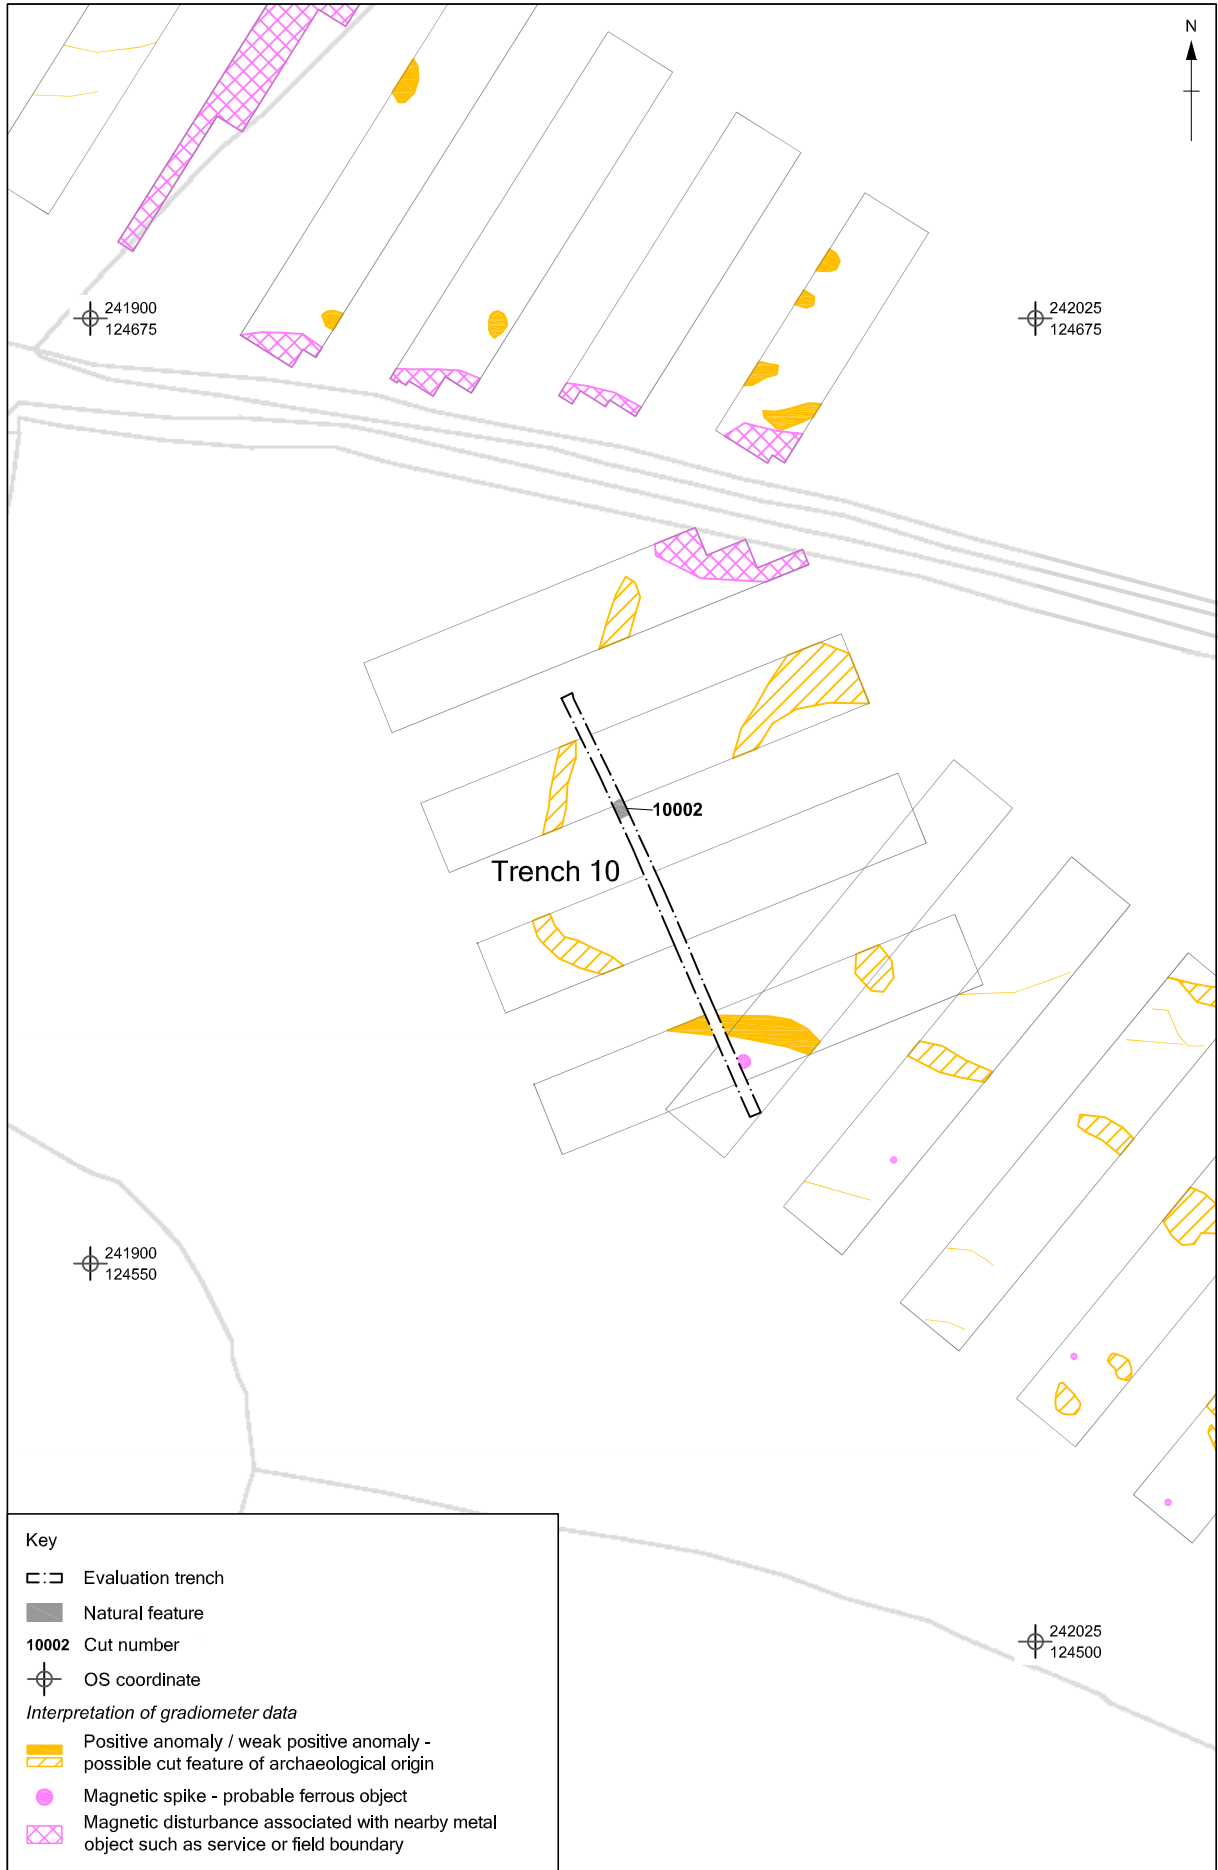 N
241900
124675
242025
124675
10002
Trench 10
241900
124550
242025
124500
Key
Evaluation trench
Natural feature
10002 Cut number
OS coordinate
Interpretation of gradiometer data
Positive anomaly / weak positive anomaly -
possible cut feature of archaeological origin
Magnetic spike - probable ferrous object
Magnetic disturbance associated with nearby metal
object such as service or field boundary